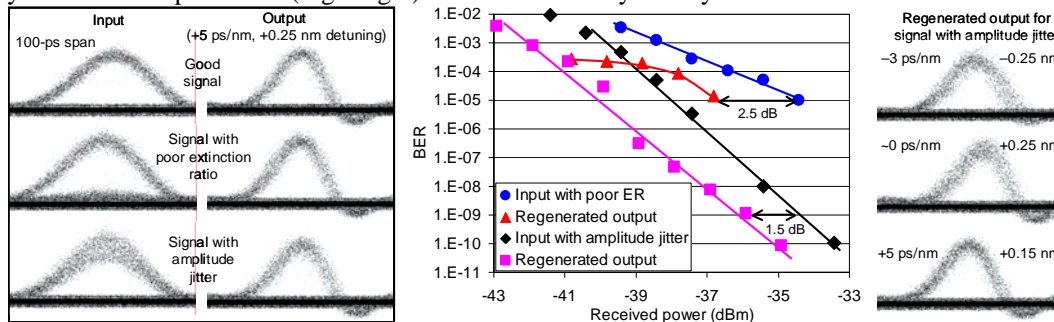 Input
Output
100-ps span
(+5 ps/nm, +0.25 nm detuning)
Good
signal
Signal with
poor extinction
ratio
Signal with
amplitude
jitter
1.E-02
1.E-03
1.E-04
1.E-05
1.E-06
1.E-07
1.E-08
1.E-09
1.E-10
1.E-11
BER
2.5 dB
Input with poor ER
Regenerated output
Input with amplitude jitter
Regenerated output
1.5 dB
-43
-41
-39
-37
-35
-33
Received power (dBm)
Regenerated output for
signal with amplitude jitter
−3 ps/nm
−0.25 nm
~0 ps/nm
+0.25 nm
+5 ps/nm
+0.15 nm